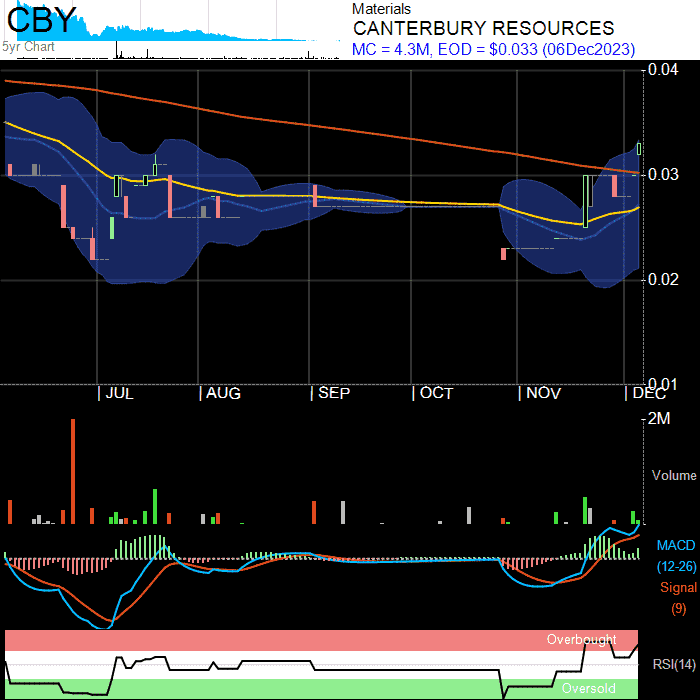 CBY
5yr Chart
Materials
CANTERBURY RESOURCES
MC = 4.3M, EOD = $0.033 (06Dec2023)
0.04
0.03
0.02
0.01
| JUL | AUG | SEP | OCT | NOV | DEC
2M
Volume
MACD
(12-26)
Signal
(9)
Overbought
RSI(14)
Oversold